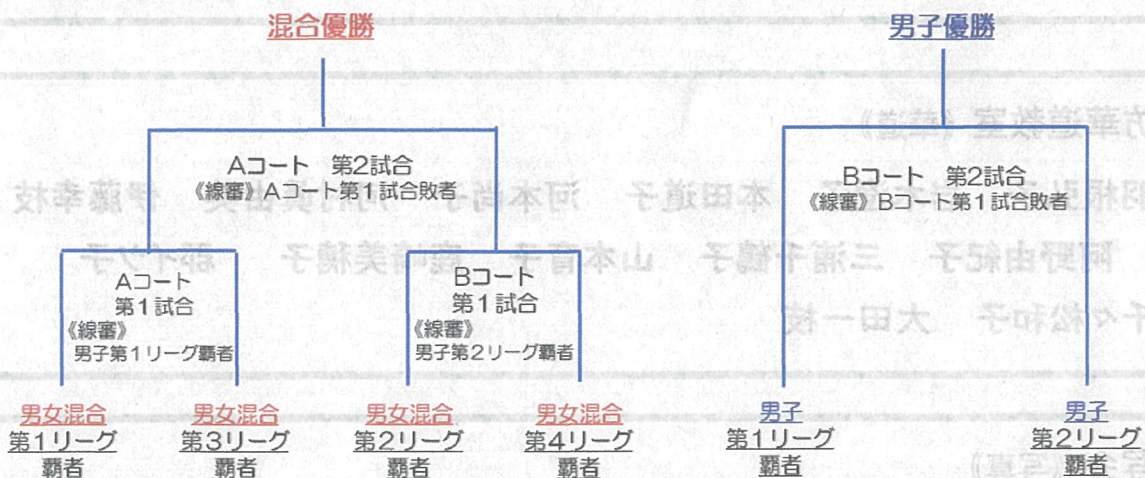 混合優勝
男子優勝
Aコート 第2試合
《線審》Aコート第1試合敗者
Bコート 第2試合
《線審》Bコート第1試合敗者
Aコート
第1試合
《線審》
男子第1リーグ覇者
Bコート
第1試合
《線審》
男子第2リーグ覇者
男女混合
第1リーグ
覇者
男女混合
第3リーグ
覇者
男女混合
第2リーグ
覇者
男女混合
第4リーグ
覇者
男子
第1リーグ
覇者
男子
第2リーグ
覇者